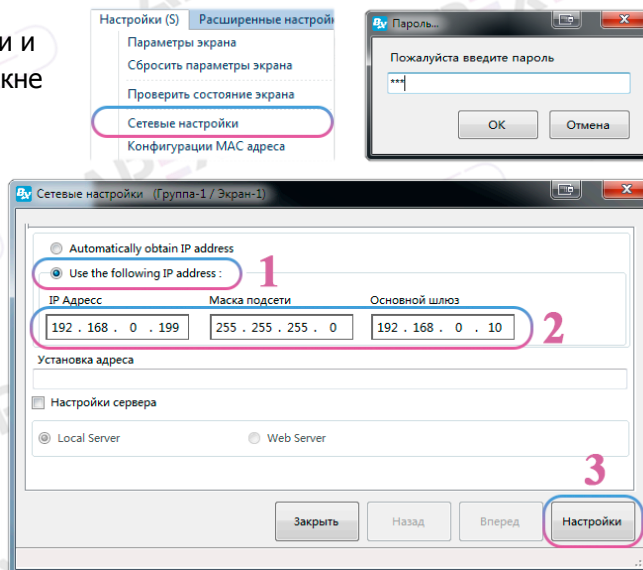 и и
кне
Настройки (S) Расширенные настрой
Параметры экрана
Сбросить параметры экрана
Проверить состояние экрана
Сетевые настройки
Конфигурации MAC адреса
Пароль...
Пожалуйста введите пароль
***
OK Отмена
Сетевые настройки (Группа-1 / Экран-1)
Automatically obtain IP address
Use the following IP address :
1
IP Адресс Маска подсети Основной шлюз
192 . 168 . 0 . 199 255 . 255 . 255 . 0 192 . 168 . 0 . 10
2
Установка адреса
Настройки сервера
Local Server Web Server
3
Закрыть Назад Вперед Настройки